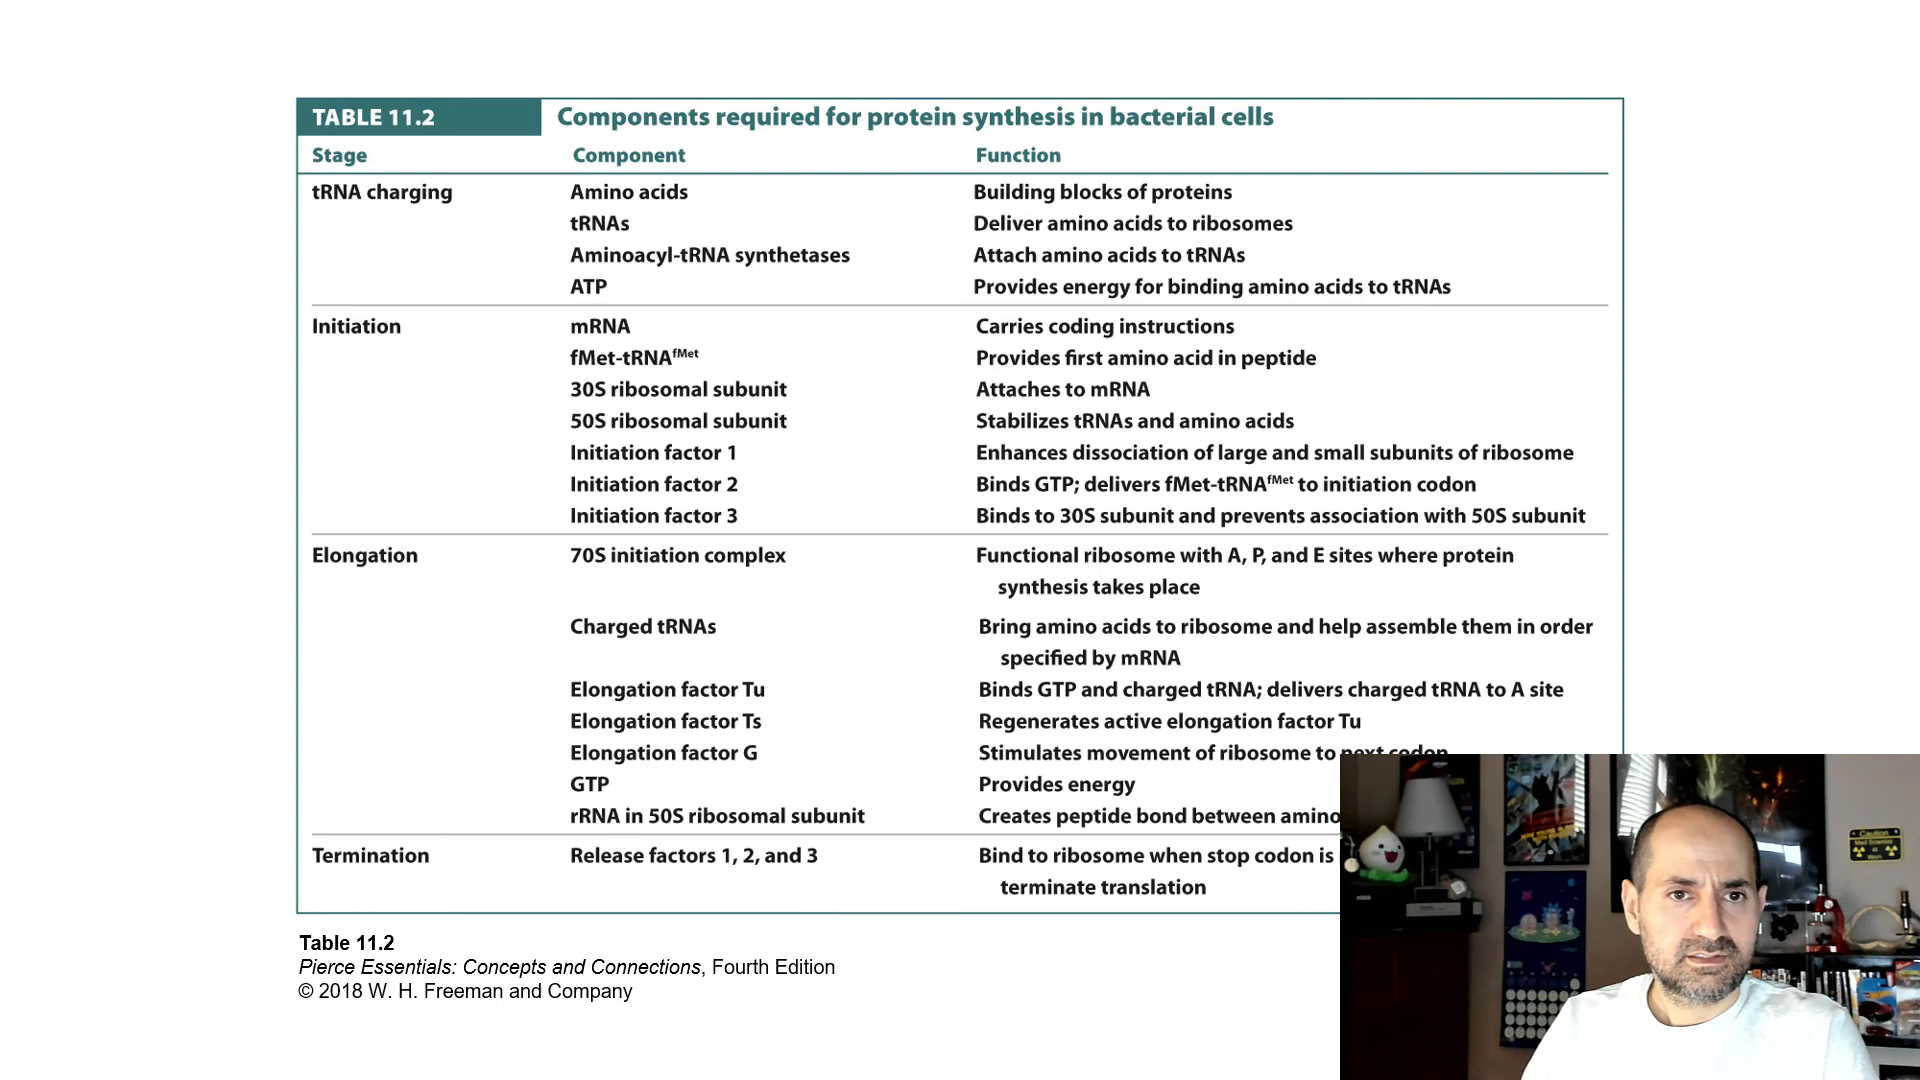 TABLE 11.2 Components required for protein synthesis in bacterial cells
Stage Component Function
tRNA charging Amino acids Building blocks of proteins
tRNAs Deliver amino acids to ribosomes
Aminoacyl-tRNA synthetases Attach amino acids to tRNAs
ATP Provides energy for binding amino acids to tRNAs
Initiation mRNA Carries coding instructions
fMet-tRNAfMet Provides first amino acid in peptide
30S ribosomal subunit Attaches to mRNA
50S ribosomal subunit Stabilizes tRNAs and amino acids
Initiation factor 1 Enhances dissociation of large and small subunits of ribosome
Initiation factor 2 Binds GTP; delivers fMet-tRNAfMet to initiation codon
Initiation factor 3 Binds to 30S subunit and prevents association with 50S subunit
Elongation 70S initiation complex Functional ribosome with A, P, and E sites where protein
synthesis takes place
Charged tRNAs Bring amino acids to ribosome and help assemble them in order
specified by mRNA
Elongation factor Tu Binds GTP and charged tRNA; delivers charged tRNA to A site
Elongation factor Ts Regenerates active elongation factor Tu
Elongation factor G Stimulates movement of ribosome to next codon
GTP Provides energy
rRNA in 50S ribosomal subunit Creates peptide bond between amino
Termination Release factors 1, 2, and 3 Bind to ribosome when stop codon is
terminate translation
Table 11.2
Pierce Essentials: Concepts and Connections, Fourth Edition
© 2018 W. H. Freeman and Company
Caution
Mad Scientist
at
Work